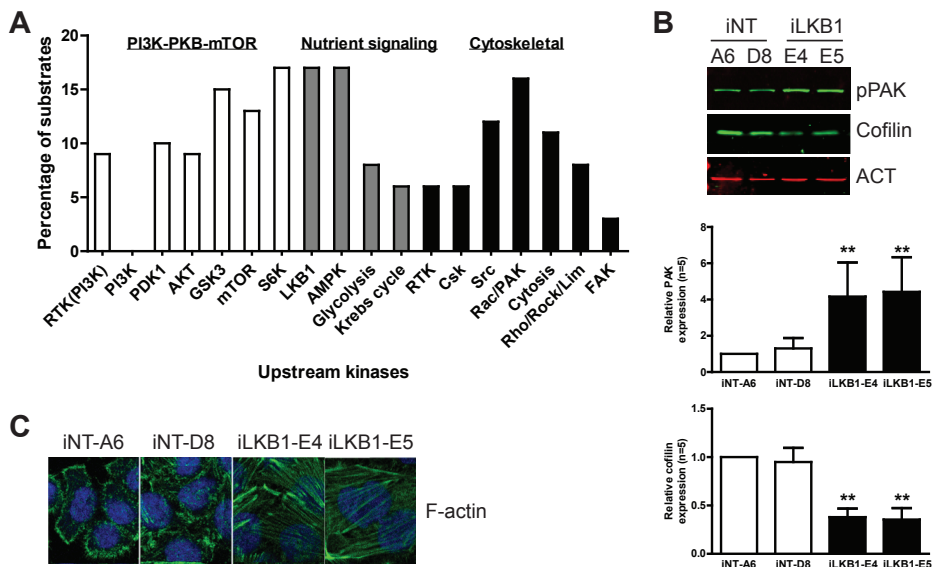 A
PI3K-PKB-mTOR Nutrient signaling Cytoskeletal
Percentage of substrates
20
15
10
5
0
RTK(PI3K) PI3K PDK1 AKT GSK3 mTOR S6K LKB1 AMPK Glycolysis Krebs cycle RTK Csk Src Rac/PAK Cytosis Rho/Rock/Lim FAK
Upstream kinases
B
iNT iLKB1
A6 D8 E4 E5
pPAK
Cofilin
ACT
Relative PAK
expression (n=5)
8
6
4
2
0
** **
iNT-A6 iNT-D8 iLKB1-E4 iLKB1-E5
Relative cofilin
expression (n=5)
1.5
1.0
0.5
0.0
** **
iNT-A6 iNT-D8 iLKB1-E4 iLKB1-E5
C
iNT-A6 iNT-D8 iLKB1-E4 iLKB1-E5
F-actin